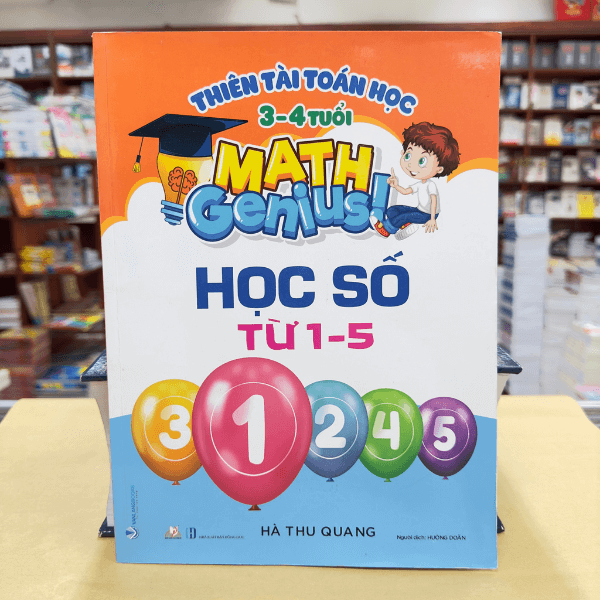 THIÊN TÀI TOÁN HỌC
3-4 TUỔI
MATH
Genius!
HỌC SỐ
TỪ 1-5
3 1 2 4 5
HÀ THU QUANG
Người dịch: HƯỜNG DOÃN